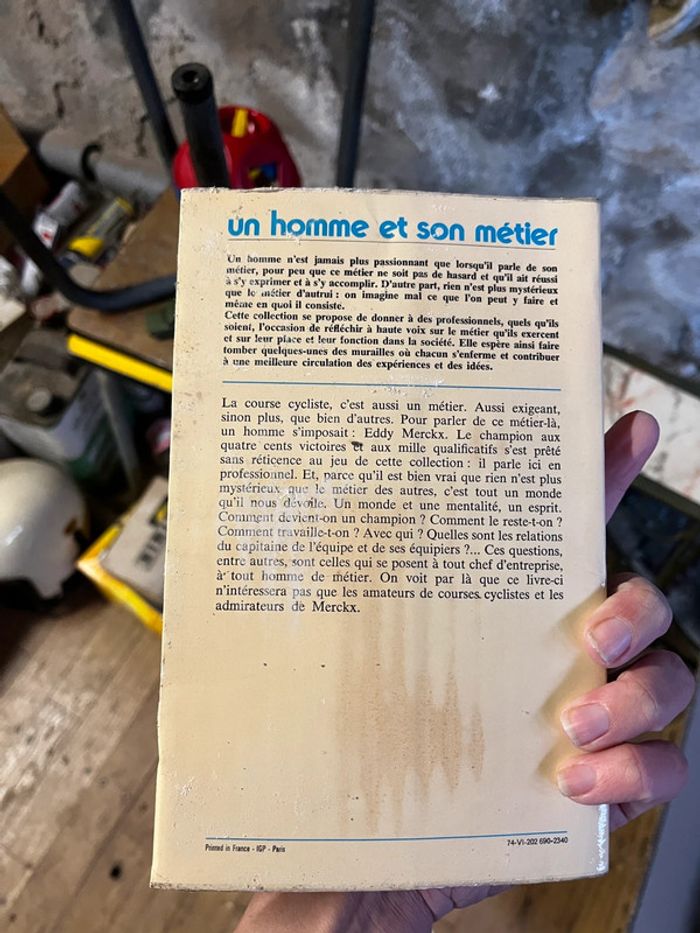 un homme et son métier
Un homme n'est jamais plus passionnant que lorsqu'il parle de son
métier, pour peu que ce métier ne soit pas de hasard et qu'il ait réussi
à s'y exprimer et à s'y accomplir. D'autre part, rien n'est plus mystérieux
que le métier d'autrui : on imagine mal ce que l'on peut y faire et
même en quoi il consiste.
Cette collection se propose de donner à des professionnels, quels qu'ils
soient, l'occasion de réfléchir à haute voix sur le métier qu'ils exercent
et sur leur place et leur fonction dans la société. Elle espère ainsi faire
tomber quelques-unes des murailles où chacun s'enferme et contribuer
à une meilleure circulation des expériences et des idées.
La course cycliste, c'est aussi un métier. Aussi exigeant,
sinon plus, que bien d'autres. Pour parler de ce métier-là,
un homme s'imposait : Eddy Merckx. Le champion aux
quatre cents victoires et aux mille qualificatifs s'est prêté
sans réticence au jeu de cette collection : il parle ici en
professionnel. Et, parce qu'il est bien vrai que rien n'est plus
mystérieux que le métier des autres, c'est tout un monde
qu'il nous dévoile. Un monde et une mentalité, un esprit.
Comment devient-on un champion ? Comment le reste-t-on ?
Comment travaille-t-on ? Avec qui ? Quelles sont les relations
du capitaine de l'équipe et de ses équipiers ?... Ces questions,
entre autres, sont celles qui se posent à tout chef d'entreprise,
à tout homme de métier. On voit par là que ce livre-ci
n'intéressera pas que les amateurs de courses cyclistes et les
admirateurs de Merckx.
Printed in France - IGP - Paris
74-VI-202 690-2340